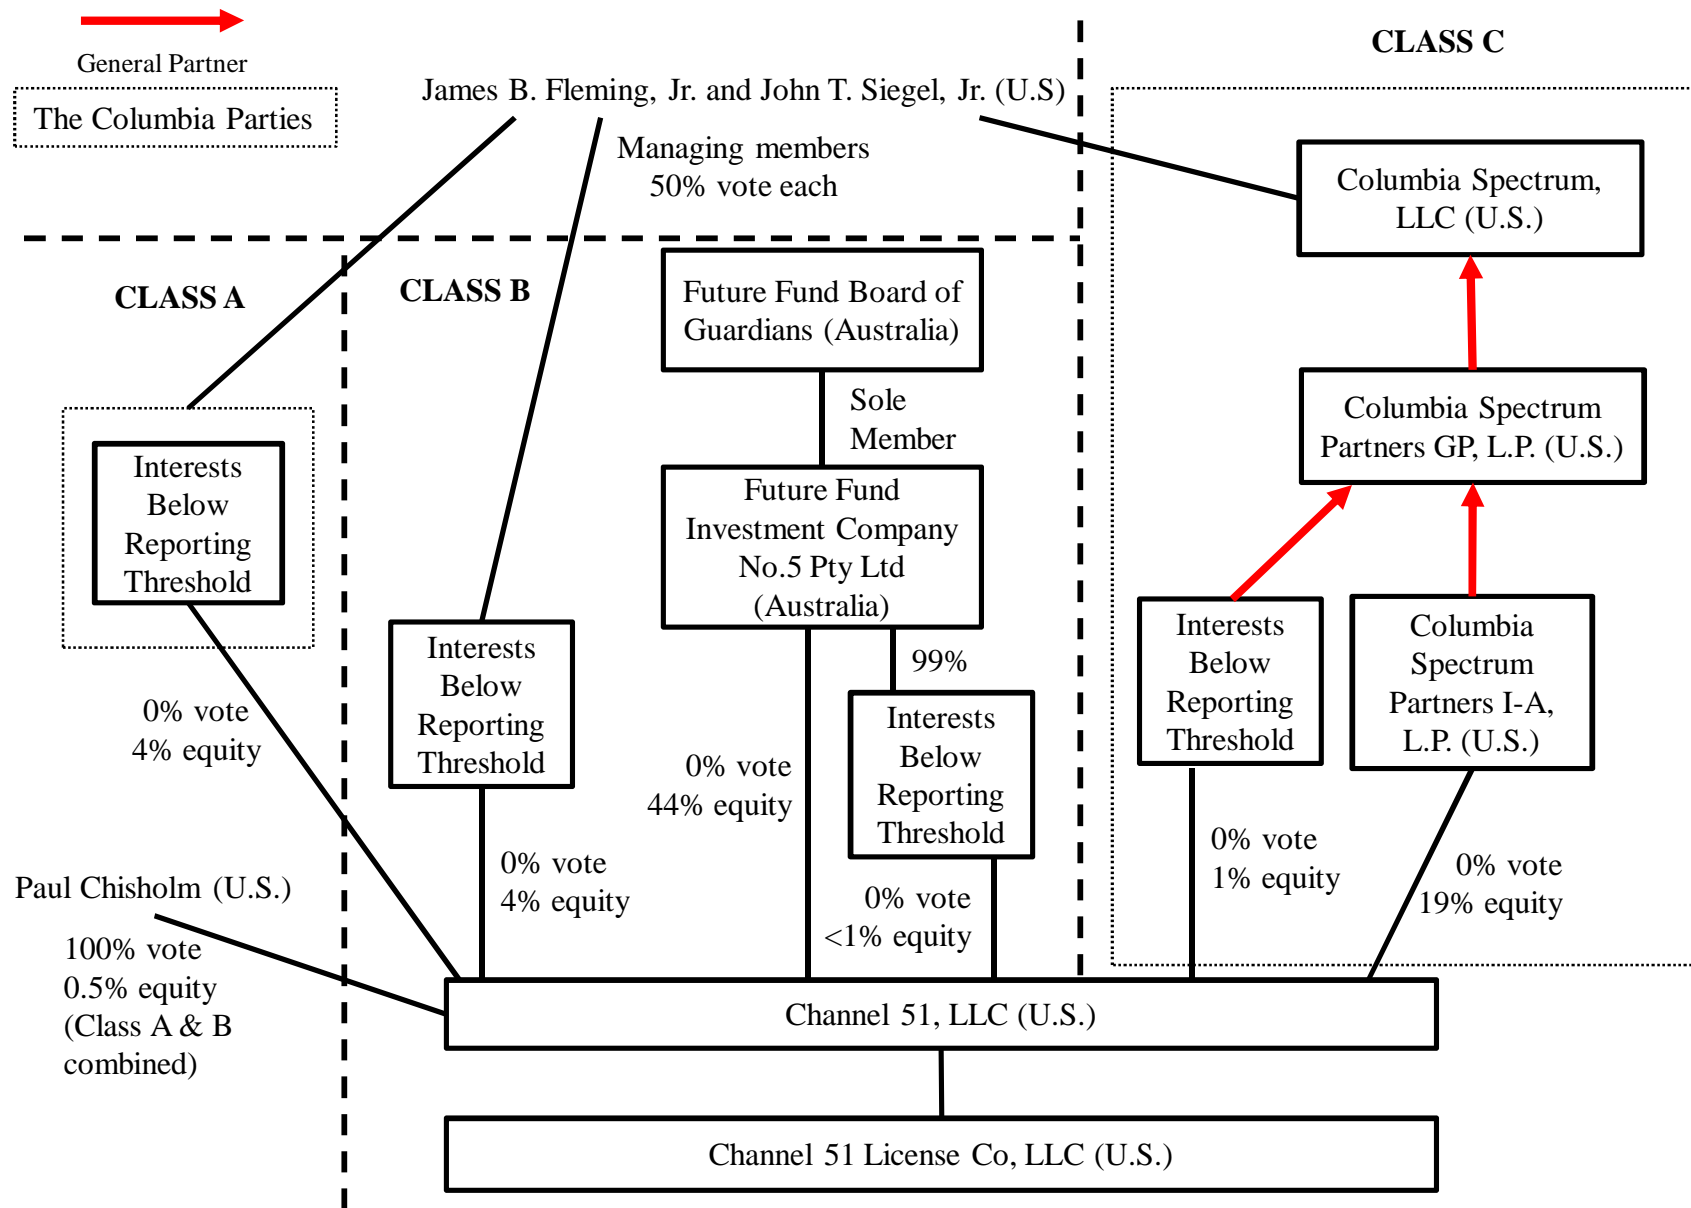 General Partner
The Columbia Parties
CLASS C
James B. Fleming, Jr. and John T. Siegel, Jr. (U.S)
Managing members
50% vote each
Columbia Spectrum,
LLC (U.S.)
CLASS A
CLASS B
Future Fund Board of
Guardians (Australia)
Sole
Member
Columbia Spectrum
Partners GP, L.P. (U.S.)
Interests
Below
Reporting
Threshold
Future Fund
Investment Company
No.5 Pty Ltd
(Australia)
Interests
Below
Reporting
Threshold
99%
Interests
Below
Reporting
Threshold
Interests
Below
Reporting
Threshold
Columbia
Spectrum
Partners I-A,
L.P. (U.S.)
0% vote
4% equity
0% vote
44% equity
0% vote
4% equity
0% vote
<1% equity
0% vote
1% equity
0% vote
19% equity
Paul Chisholm (U.S.)
100% vote
0.5% equity
(Class A & B
combined)
Channel 51, LLC (U.S.)
Channel 51 License Co, LLC (U.S.)